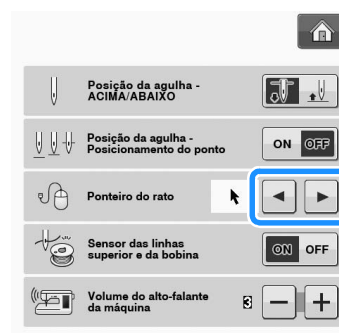 Posição da agulha -
ACIMA/ABAIXO
Posição da agulha -
Posicionamento do ponto
ON OFF
Ponteiro do rato
Sensor das linhas
superior e da bobina
ON OFF
Volume do alto-falante
da máquina
3